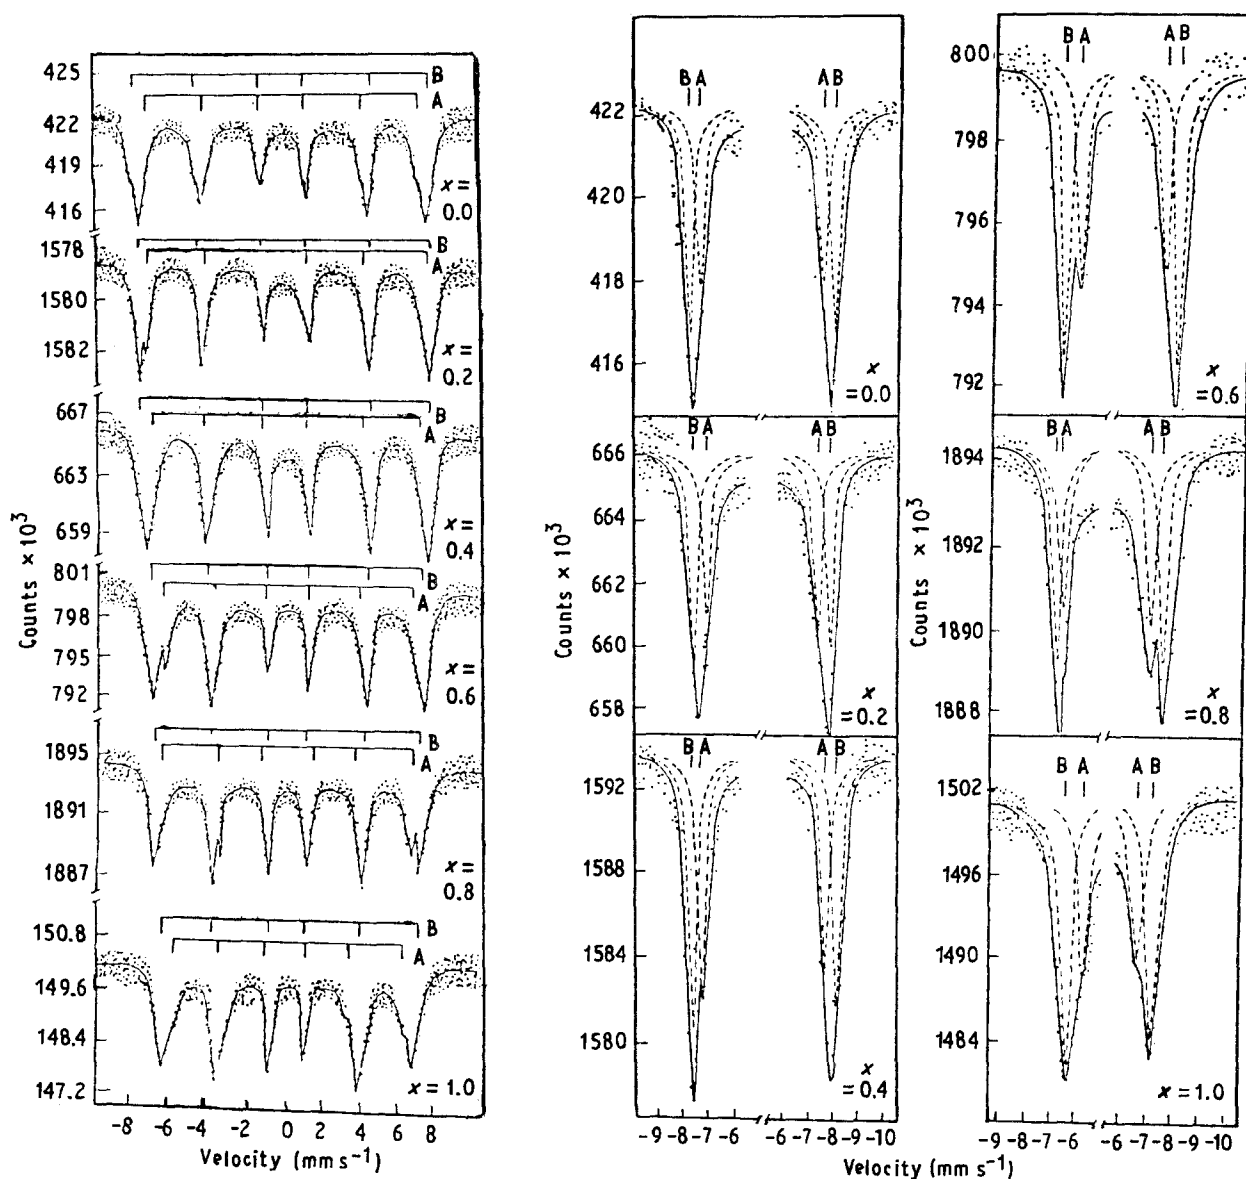 425
422
419
416
B
A
x =
0.0
1578
1580
1582
B
A
x =
0.2
667
663
659
B
A
x =
0.4
801
798
795
792
B
A
x =
0.6
1895
1891
1887
B
A
x =
0.8
150.8
149.6
148.4
147.2
B
A
x = 1.0
Counts × 10³
-8 -6 -4 -2 0 2 4 6 8
Velocity (mm s⁻¹)
B A A B
422
420
418
416
x
=0.0
B A A B
666
664
662
660
658
x
=0.2
B A A B
1592
1588
1584
1580
x
=0.4
Counts × 10³
-9 -8 -7 -6 -6 -7 -8 -9 -10
B A A B
800
798
796
794
792
x
=0.6
B A A B
1894
1892
1890
1888
x
=0.8
B A A B
1502
1496
1490
1484
x = 1.0
Counts × 10³
-9 -8 -7 -6 -6 -7 -8 -9 -10
Velocity (mm s⁻¹)